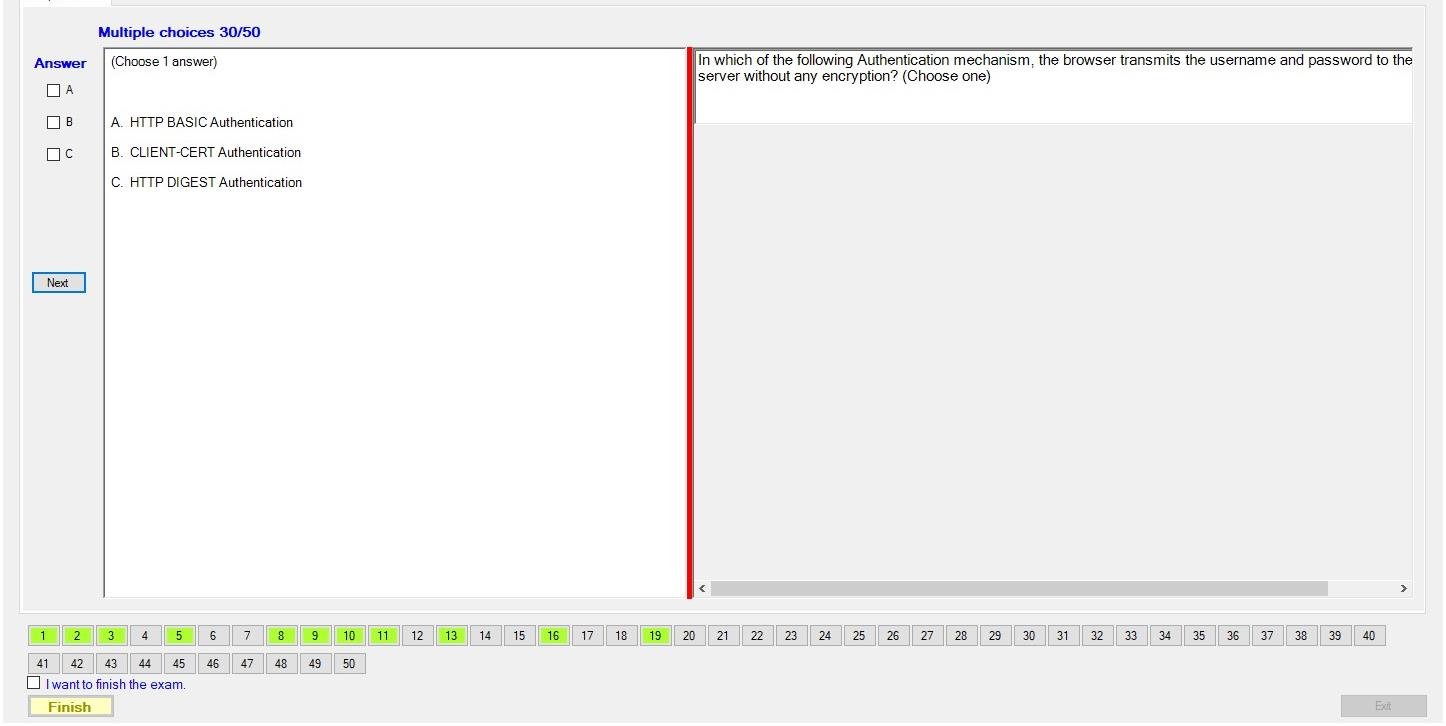 Multiple choices 30/50
Answer
A
B
C
Next
(Choose 1 answer)
A. HTTP BASIC Authentication
B. CLIENT-CERT Authentication
C. HTTP DIGEST Authentication
In which of the following Authentication mechanism, the browser transmits the username and password to the
server without any encryption? (Choose one)
1 2 3 4 5 6 7 8 9 10 11 12 13 14 15 16 17 18 19 20 21 22 23 24 25 26 27 28 29 30 31 32 33 34 35 36 37 38 39 40
41 42 43 44 45 46 47 48 49 50
I want to finish the exam.
Finish
Exit